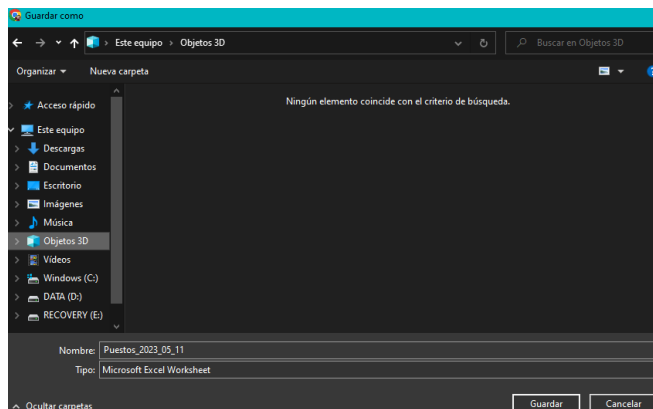 Guardar como
Este equipo > Objetos 3D
Buscar en Objetos 3D
Organizar
Nueva carpeta
Acceso rápido
Ningún elemento coincide con el criterio de búsqueda.
Este equipo
Descargas
Documentos
Escritorio
Imágenes
Música
Objetos 3D
Vídeos
Windows (C:)
DATA (D:)
RECOVERY (E:)
Nombre: Puestos_2023_05_11
Tipo: Microsoft Excel Worksheet
Ocultar carpetas
Guardar
Cancelar